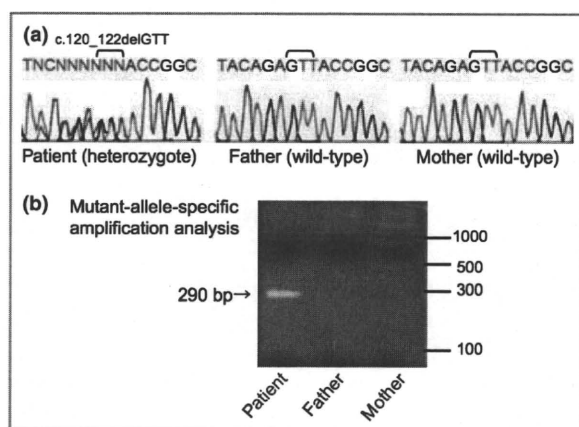 (a) c.120_122delGTT
TNCNNNNNNNACCGGC TACAGAGTTACCGGC TACAGAGTTACCGGC
Patient (heterozygote) Father (wild-type) Mother (wild-type)
(b) Mutant-allele-specific
amplification analysis
1000
500
290 bp→ 300
100
Patient Father Mother